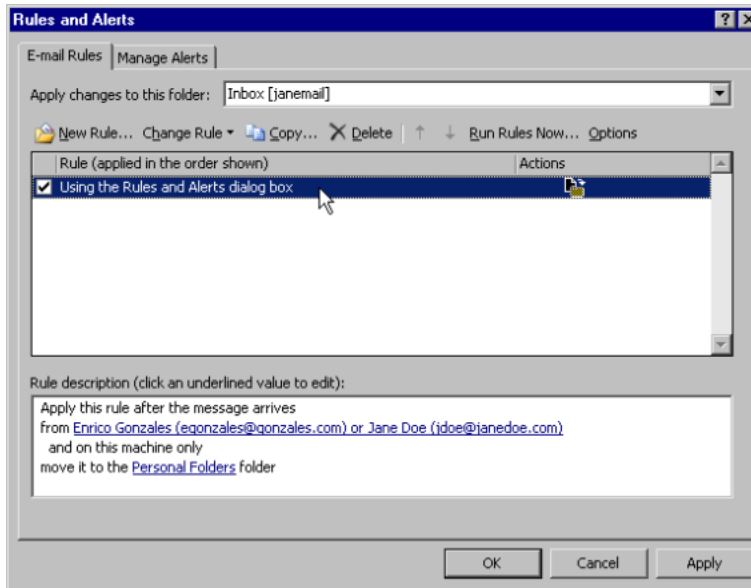 Rules and Alerts
E-mail Rules Manage Alerts
Apply changes to this folder: Inbox [janemail]
New Rule... Change Rule Copy... Delete Run Rules Now... Options
Rule (applied in the order shown) Actions
Using the Rules and Alerts dialog box
Rule description (click an underlined value to edit):
Apply this rule after the message arrives
from Enrico Gonzales (egonzales@gonzales.com) or Jane Doe (jdoe@janedoe.com)
and on this machine only
move it to the Personal Folders folder
OK Cancel Apply